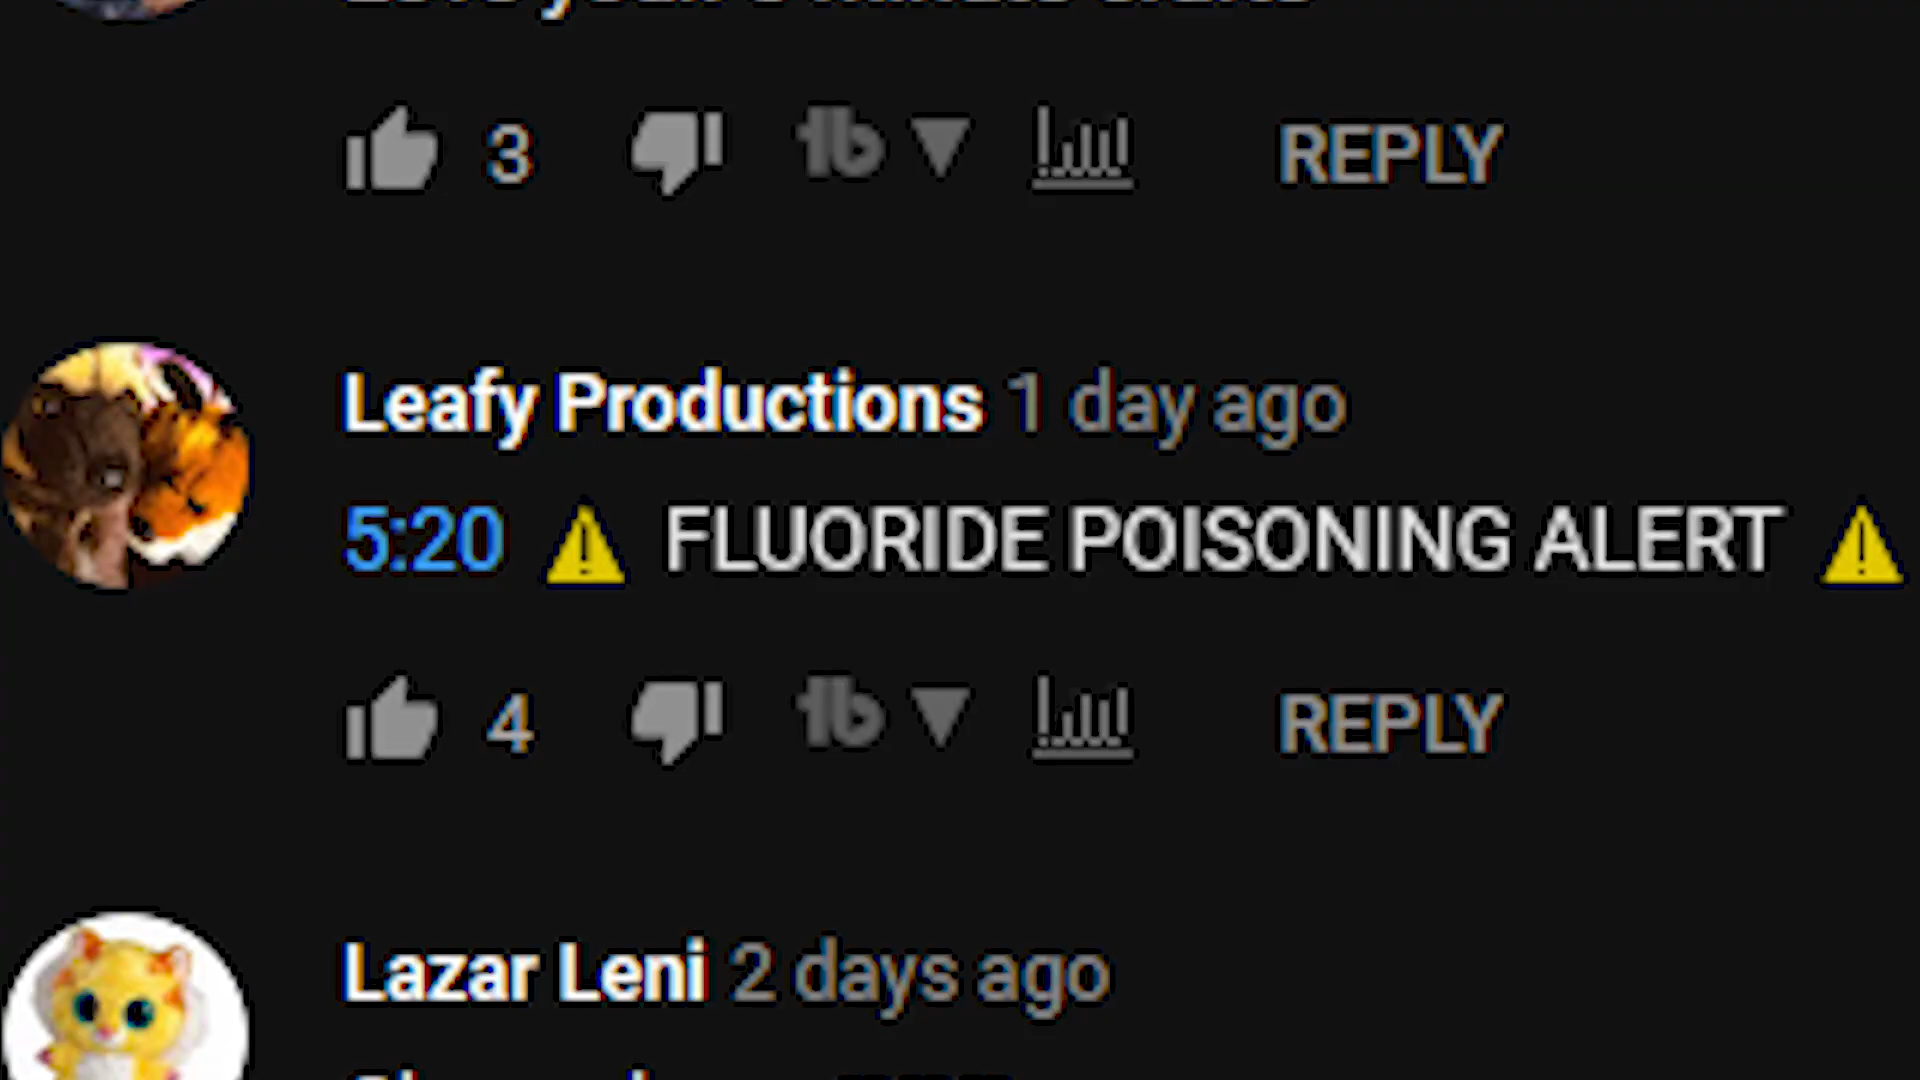 3 REPLY
Leafy Productions 1 day ago
5:20 ⚠ FLUORIDE POISONING ALERT ⚠
4 REPLY
Lazar Leni 2 days ago